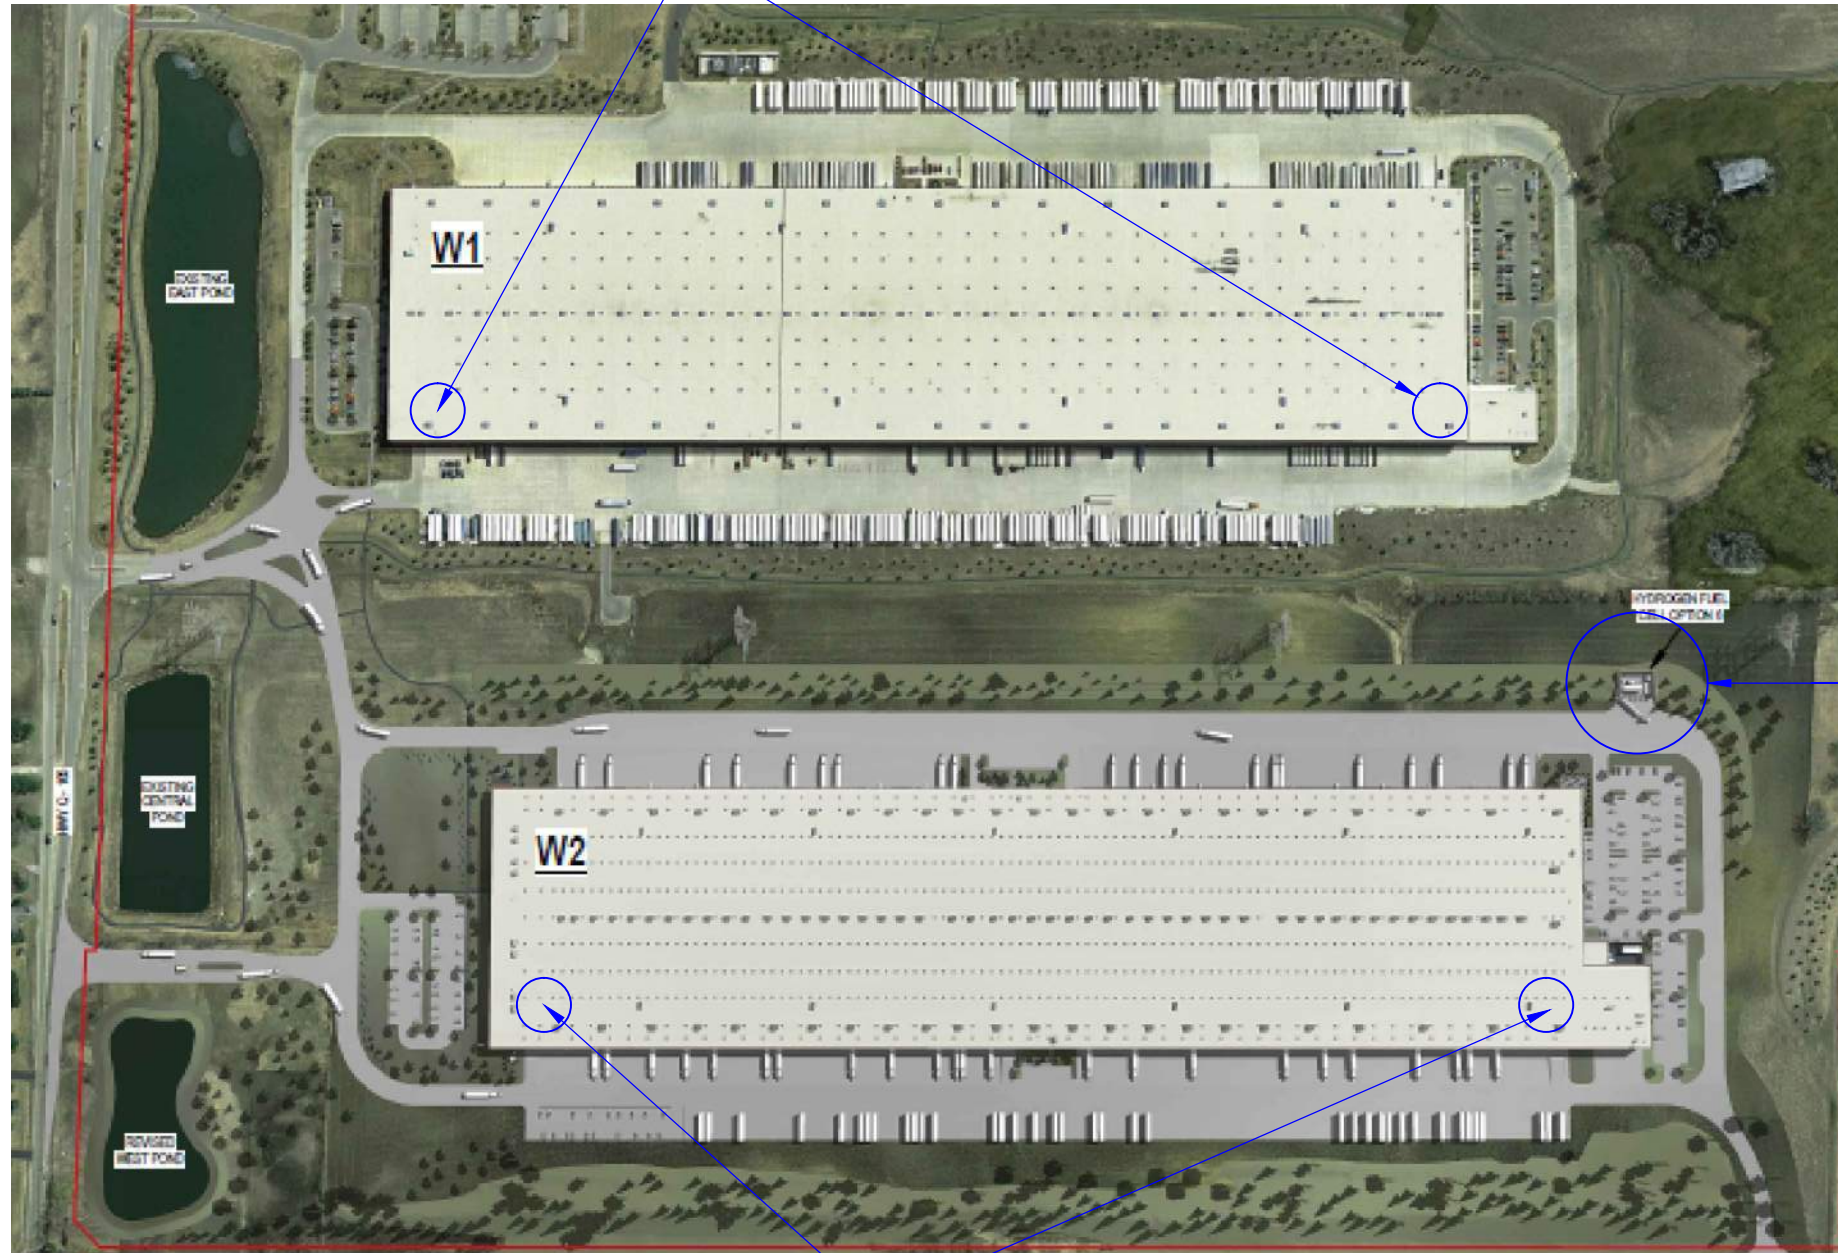 W1
EXISTING
EAST POND
HYDROGEN FUEL
CELL OPTION
EXISTING
CENTRAL
POND
W2
REVISED
WEST POND